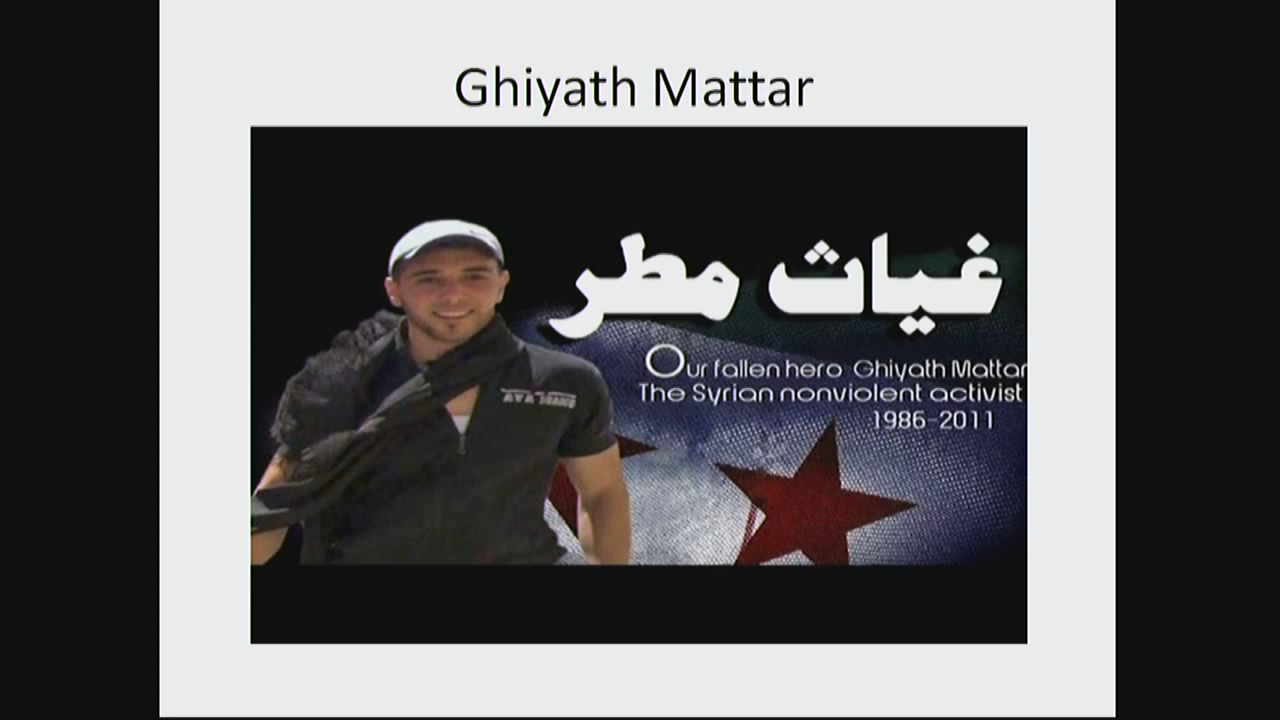 Ghiyath Mattar
غياث مطر
Our fallen hero Ghiyath Mattar
The Syrian nonviolent activist
1986-2011